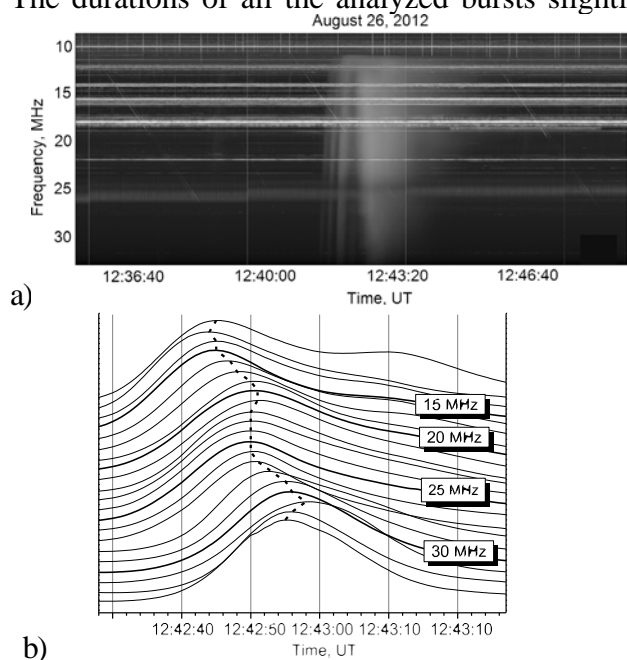 The durations of all the analyzed bursts slightl
August 26, 2012
10
15
20
25
30
Frequency, MHz
12:36:40 12:40:00 12:43:20 12:46:40
Time, UT
a)
15 MHz
20 MHz
25 MHz
30 MHz
12:42:40 12:42:50 12:43:00 12:43:10 12:43:10
Time, UT
b)